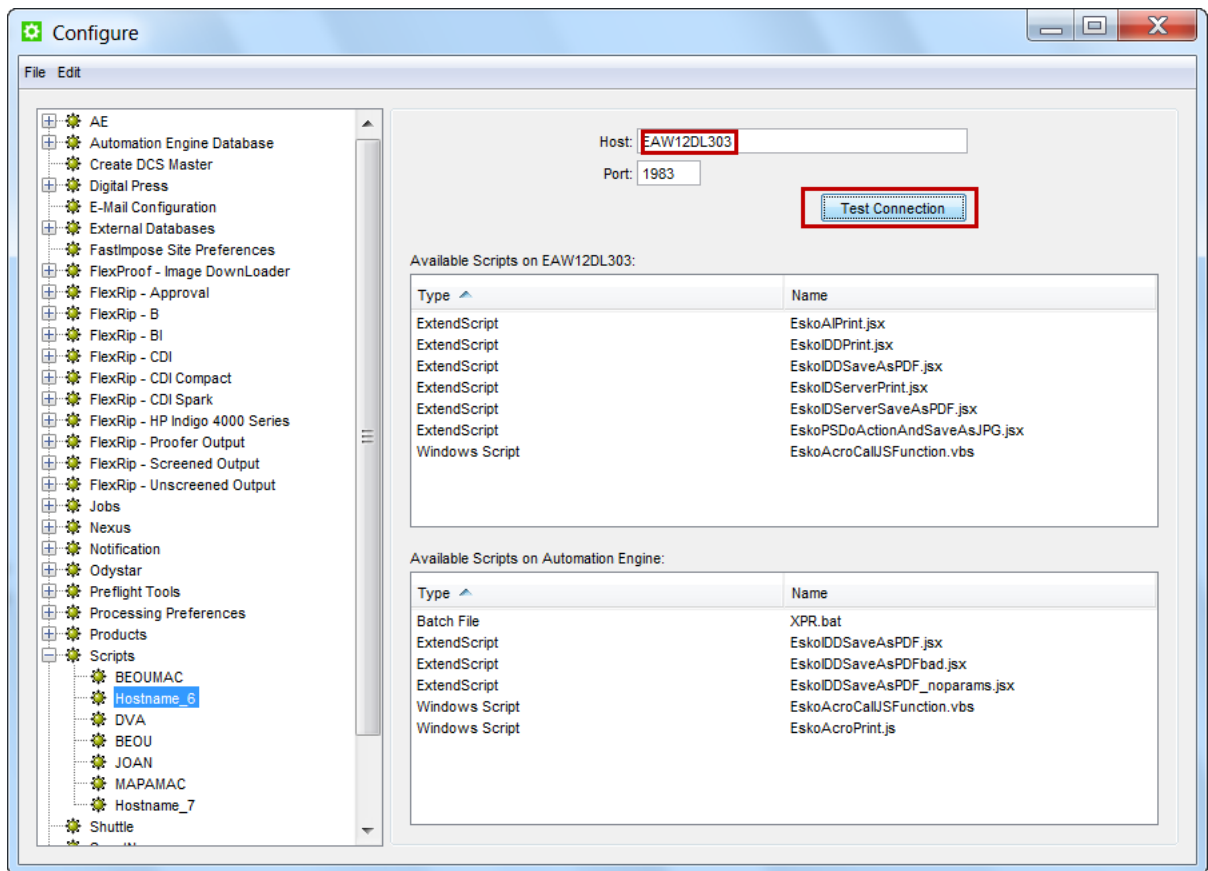 Configure
File Edit
AE
Automation Engine Database
Create DCS Master
Digital Press
E-Mail Configuration
External Databases
FastImpose Site Preferences
FlexProof - Image DownLoader
FlexRip - Approval
FlexRip - B
FlexRip - BI
FlexRip - CDI
FlexRip - CDI Compact
FlexRip - CDI Spark
FlexRip - HP Indigo 4000 Series
FlexRip - Proofer Output
FlexRip - Screened Output
FlexRip - Unscreened Output
Jobs
Nexus
Notification
Odystar
Preflight Tools
Processing Preferences
Products
Scripts
BEOUMAC
Hostname_6
DVA
BEOU
JOAN
MAPAMAC
Hostname_7
Shuttle
Host: EAW12DL303
Port: 1983
Test Connection
Available Scripts on EAW12DL303:
Type Name
ExtendScript EskoAIPrint.jsx
ExtendScript EskoIDDPrint.jsx
ExtendScript EskoIDDSaveAsPDF.jsx
ExtendScript EskoIDServerPrint.jsx
ExtendScript EskoIDServerSaveAsPDF.jsx
ExtendScript EskoPSDoActionAndSaveAsJPG.jsx
Windows Script EskoAcroCallJSFunction.vbs
Available Scripts on Automation Engine:
Type Name
Batch File XPR.bat
ExtendScript EskoIDDSaveAsPDF.jsx
ExtendScript EskoIDDSaveAsPDFbad.jsx
ExtendScript EskoIDDSaveAsPDF_noparams.jsx
Windows Script EskoAcroCallJSFunction.vbs
Windows Script EskoAcroPrint.js